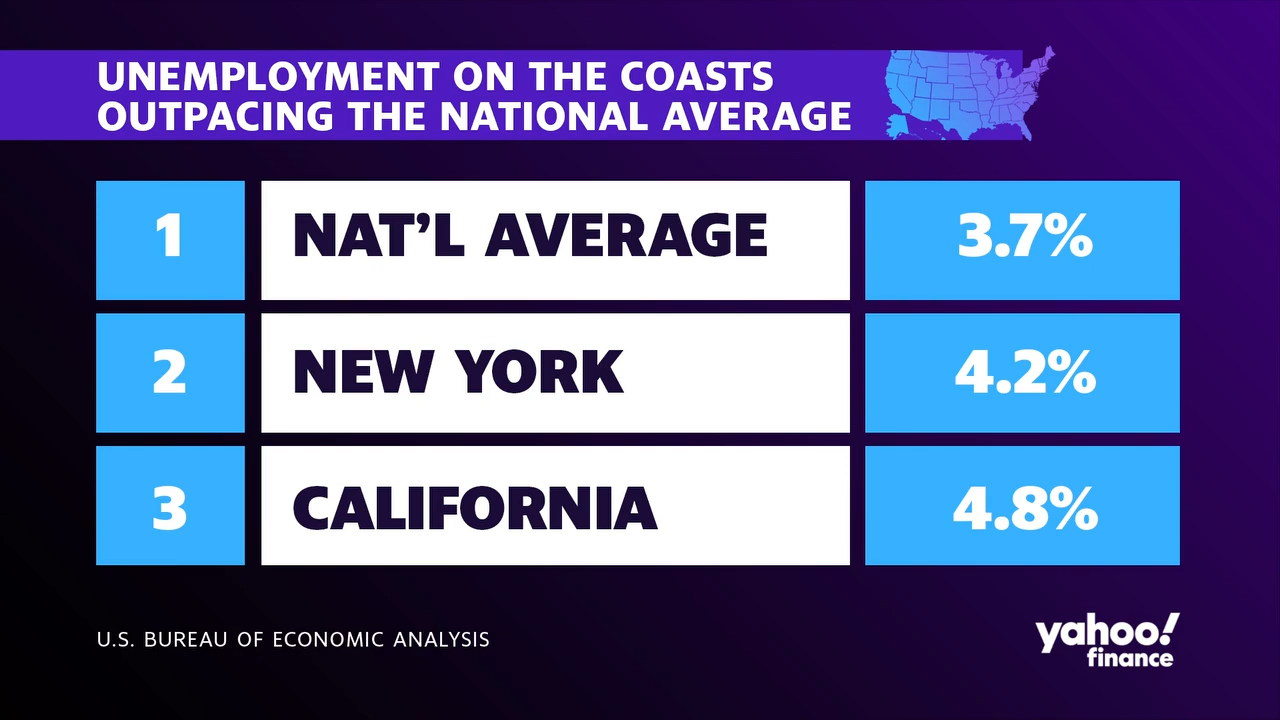 UNEMPLOYMENT ON THE COASTS
OUTPACING THE NATIONAL AVERAGE
1 NAT'L AVERAGE 3.7%
2 NEW YORK 4.2%
3 CALIFORNIA 4.8%
U.S. BUREAU OF ECONOMIC ANALYSIS
yahoo!
finance